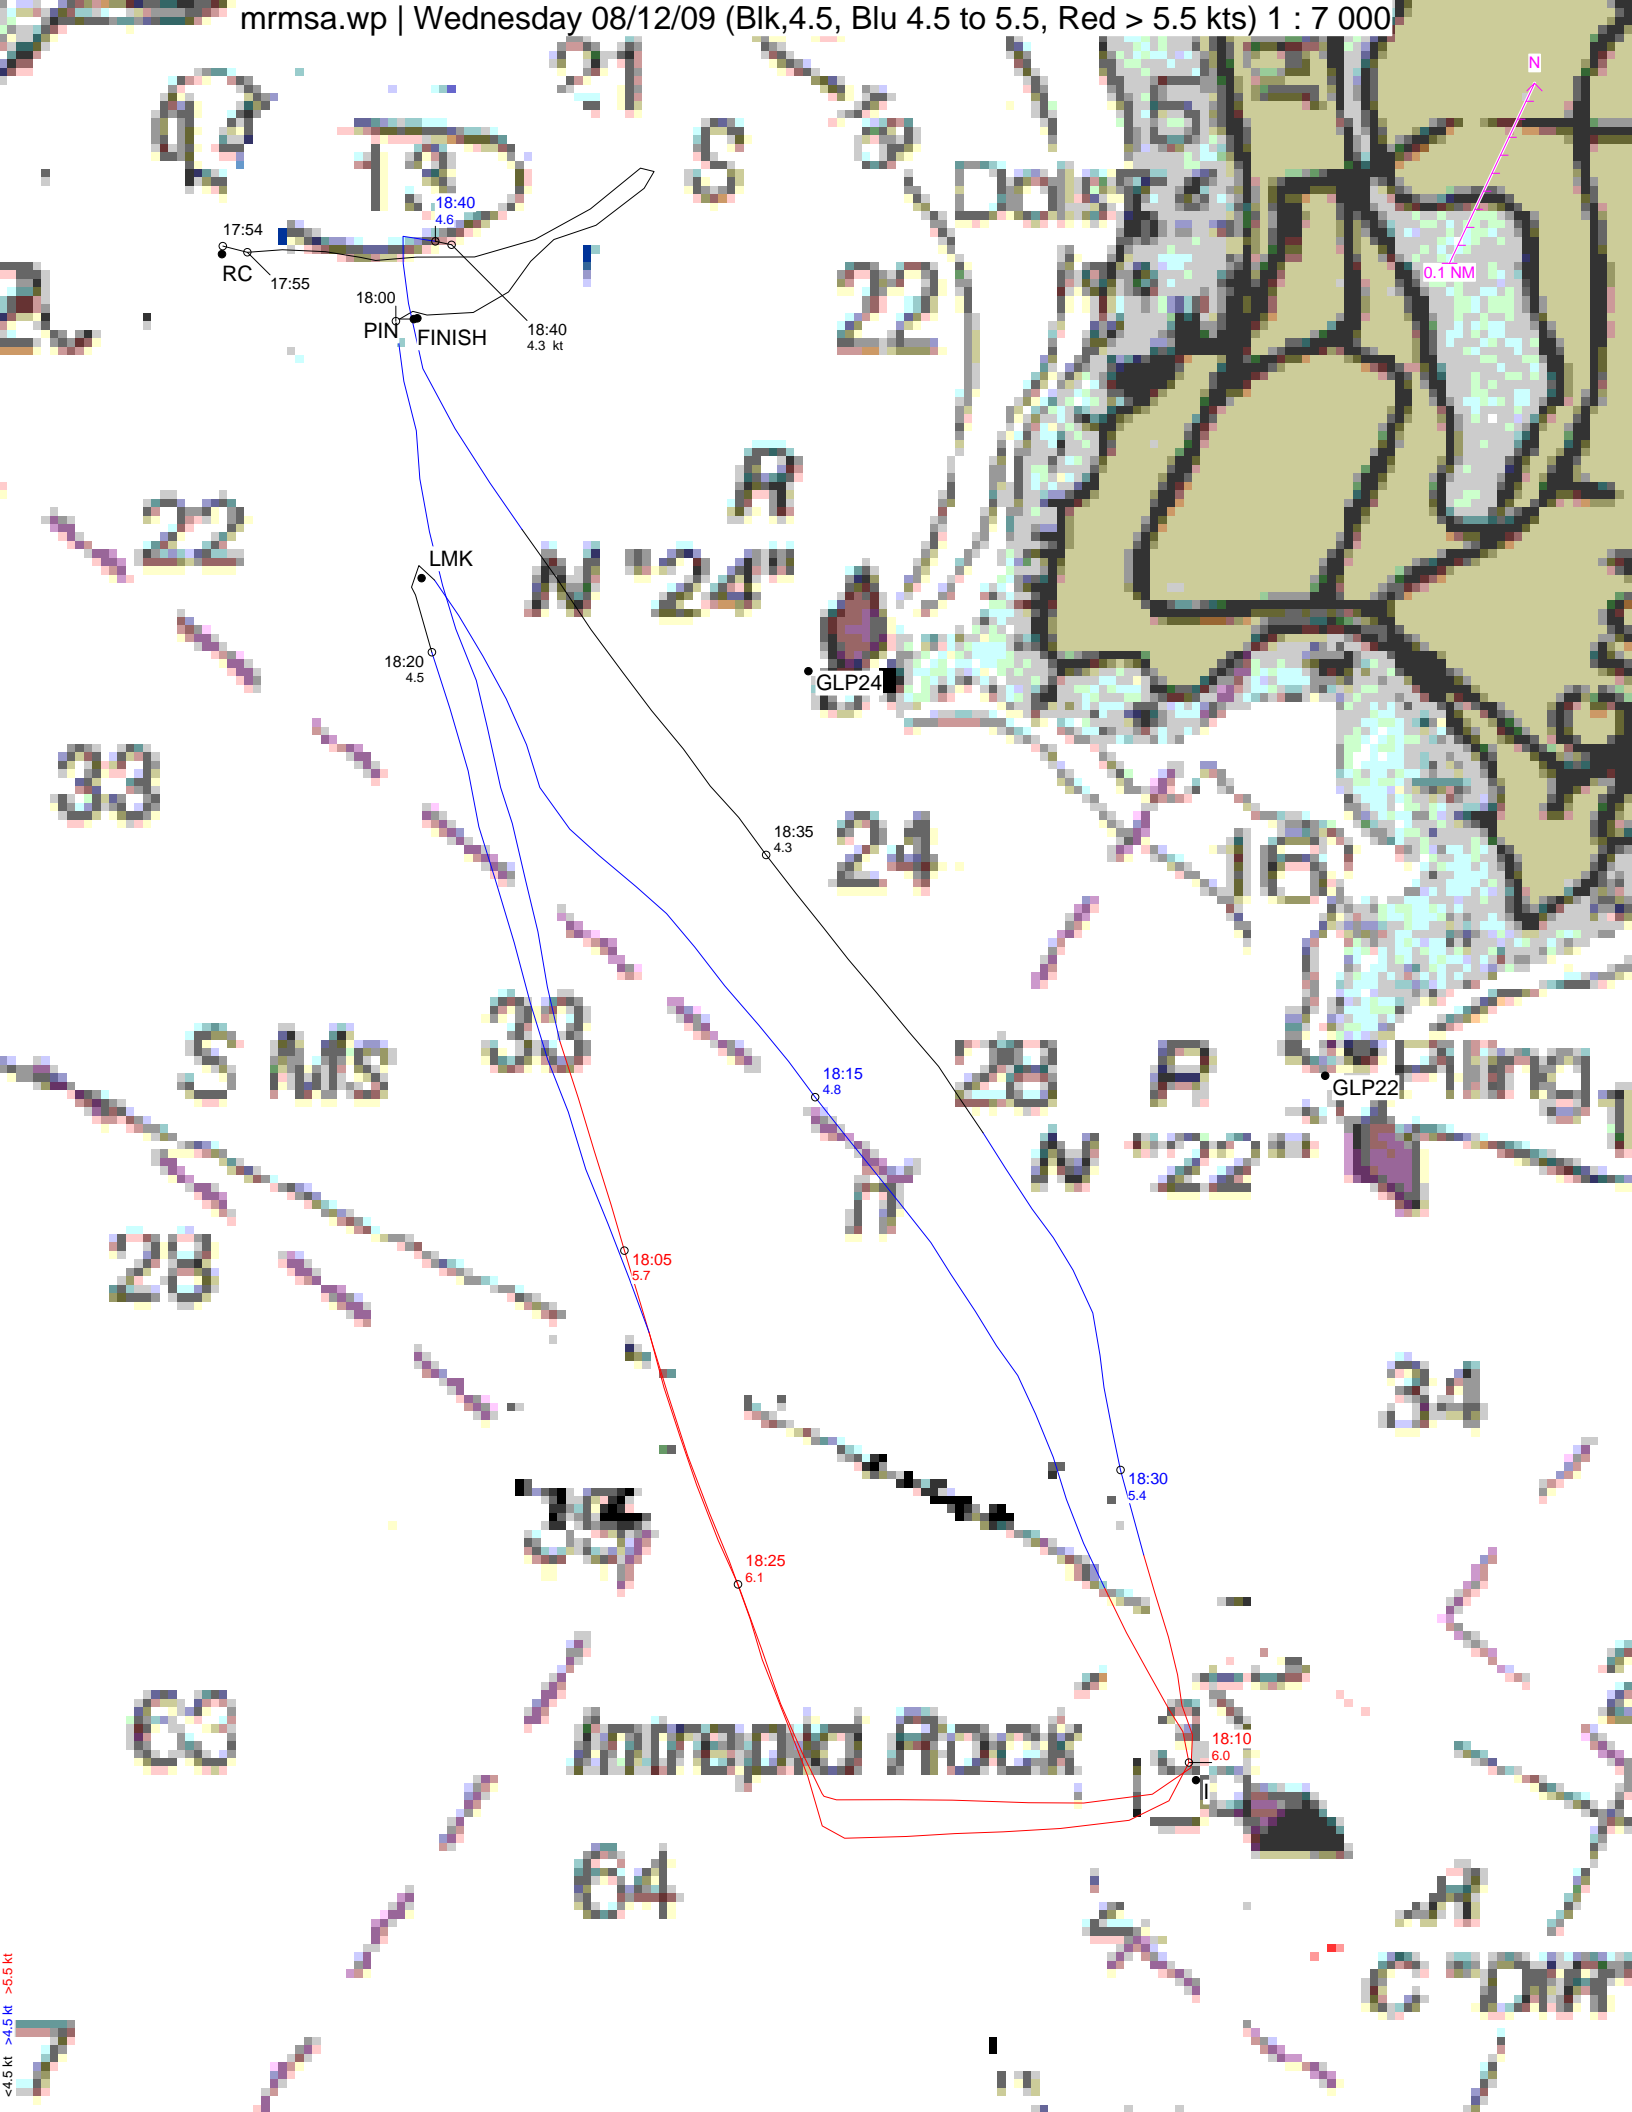 mrmsa.wp | Wednesday 08/12/09 (Blk,4.5, Blu 4.5 to 5.5, Red > 5.5 kts) 1 : 7 000
N
21
S
13
18:40
4.6
17:54
RC
17:55
0.1 NM
22
18:00
PIN
FINISH
18:40
4.3 kt
R
22
N "24"
LMK
18:20
4.5
GLP24
33
18:35
4.3
24
16
33
S Ms
18:15
4.8
28
R
GLP22
N "22"
28
18:05
5.7
34
18:30
5.4
35
18:25
6.1
63
Intrepid Rock
18:10
6.0
64
A
C
7
<4.5 kt >4.5 kt >5.5 kt